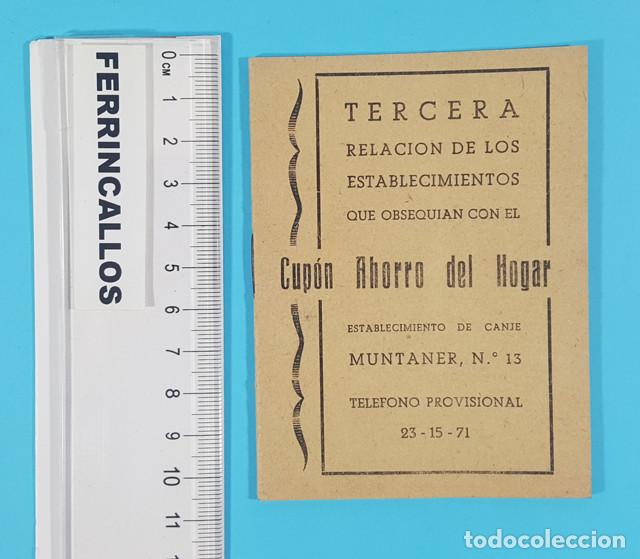 FERRINCALLOS
0 CM
1
2
3
4
5
6
7
8
9
10
11
TERCERA
RELACION DE LOS
ESTABLECIMIENTOS
QUE OBSEQUIAN CON EL
Cupón Ahorro del Hogar
ESTABLECIMIENTO DE CANJE
MUNTANER, N.° 13
TELEFONO PROVISIONAL
23-15-71
todocoleccion